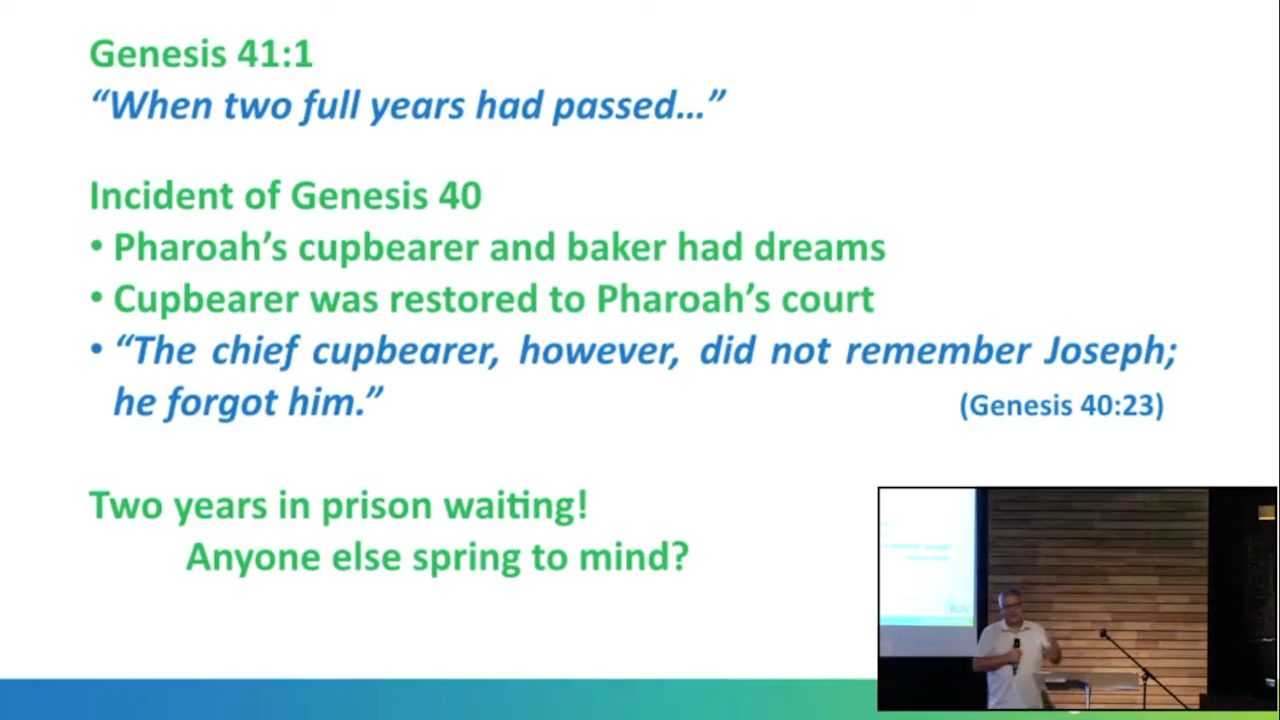 Genesis 41:1
“When two full years had passed…”
Incident of Genesis 40
• Pharoah’s cupbearer and baker had dreams
• Cupbearer was restored to Pharoah’s court
• “The chief cupbearer, however, did not remember Joseph;
he forgot him.” (Genesis 40:23)
Two years in prison waiting!
Anyone else spring to mind?